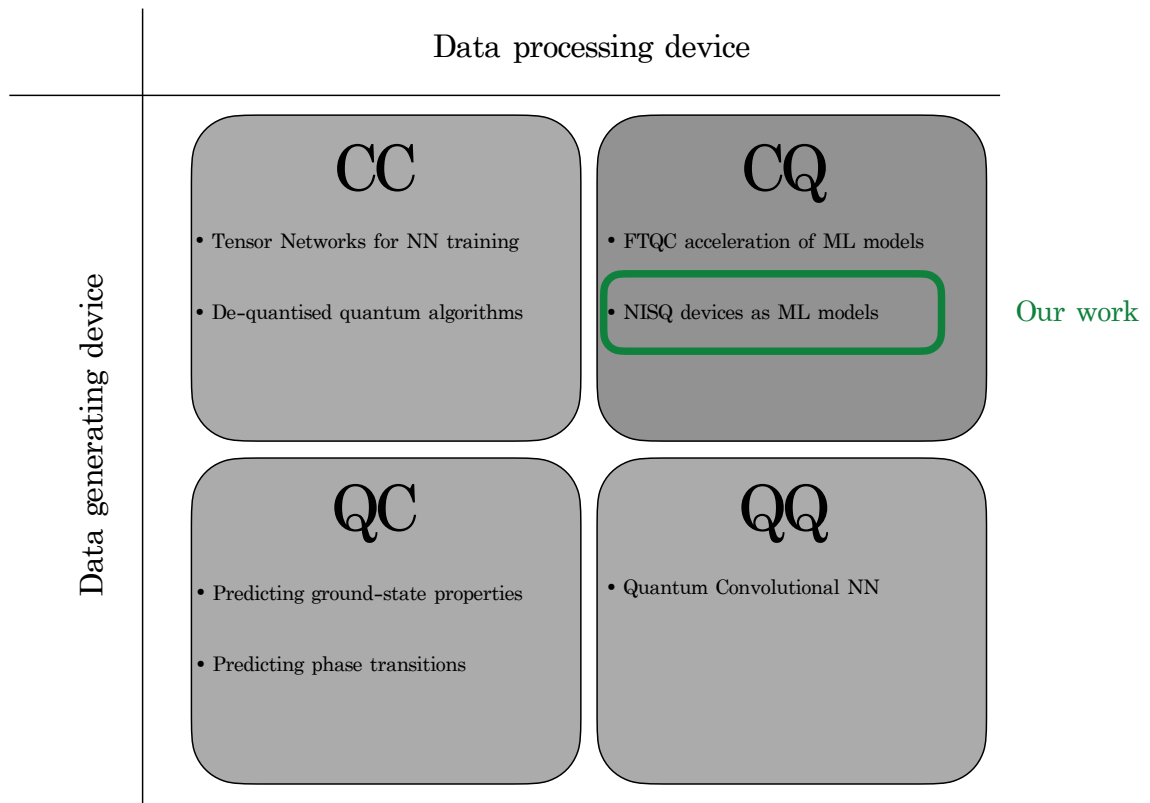 Data processing device
Data generating device
CC
• Tensor Networks for NN training
• De-quantised quantum algorithms
CQ
• FTQC acceleration of ML models
• NISQ devices as ML models
Our work
QC
• Predicting ground-state properties
• Predicting phase transitions
QQ
• Quantum Convolutional NN